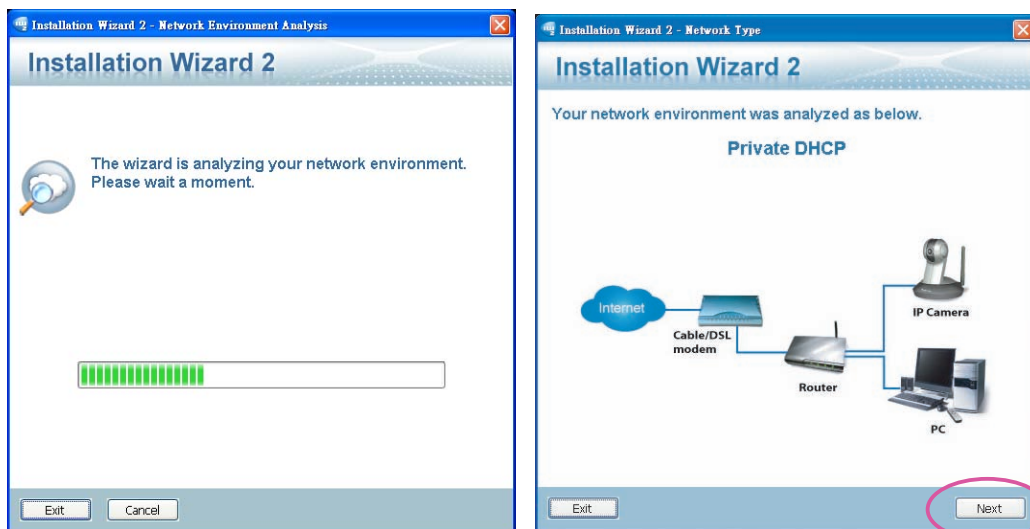 Installation Wizard 2 - Network Environment Analysis
Installation Wizard 2
The wizard is analyzing your network environment.
Please wait a moment.
Exit
Cancel
Installation Wizard 2 - Network Type
Installation Wizard 2
Your network environment was analyzed as below.
Private DHCP
Internet
Cable/DSL
modem
Router
IP Camera
PC
Exit
Next